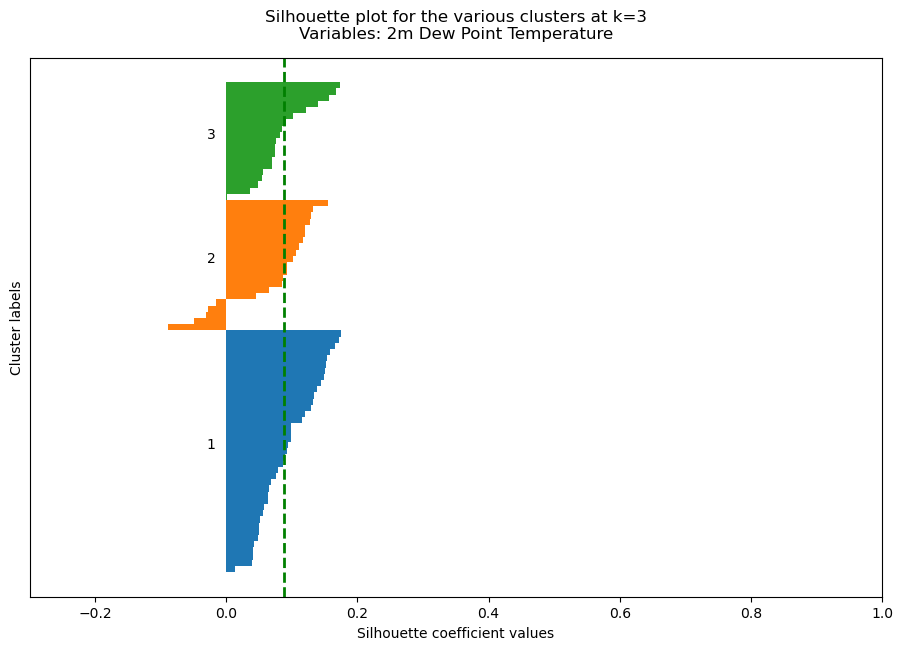 Silhouette plot for the various clusters at k=3
Variables: 2m Dew Point Temperature
3
2
1
Cluster labels
−0.2 0.0 0.2 0.4 0.6 0.8 1.0
Silhouette coefficient values